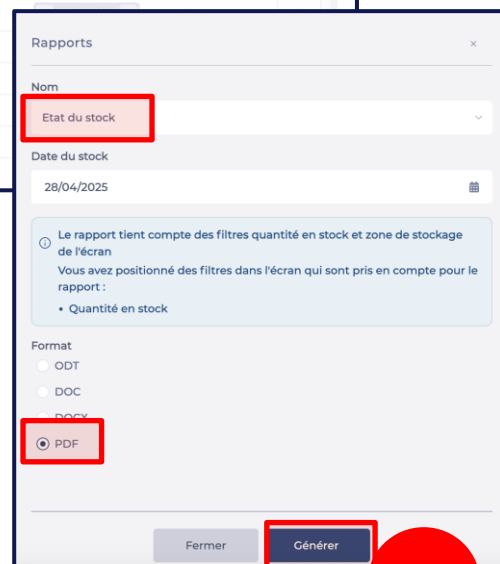 Rapports
×
Nom
Etat du stock
Date du stock
28/04/2025
Le rapport tient compte des filtres quantité en stock et zone de stockage
de l'écran
Vous avez positionné des filtres dans l'écran qui sont pris en compte pour le
rapport :
• Quantité en stock
Format
ODT
DOC
DOCX
PDF
Fermer
Générer